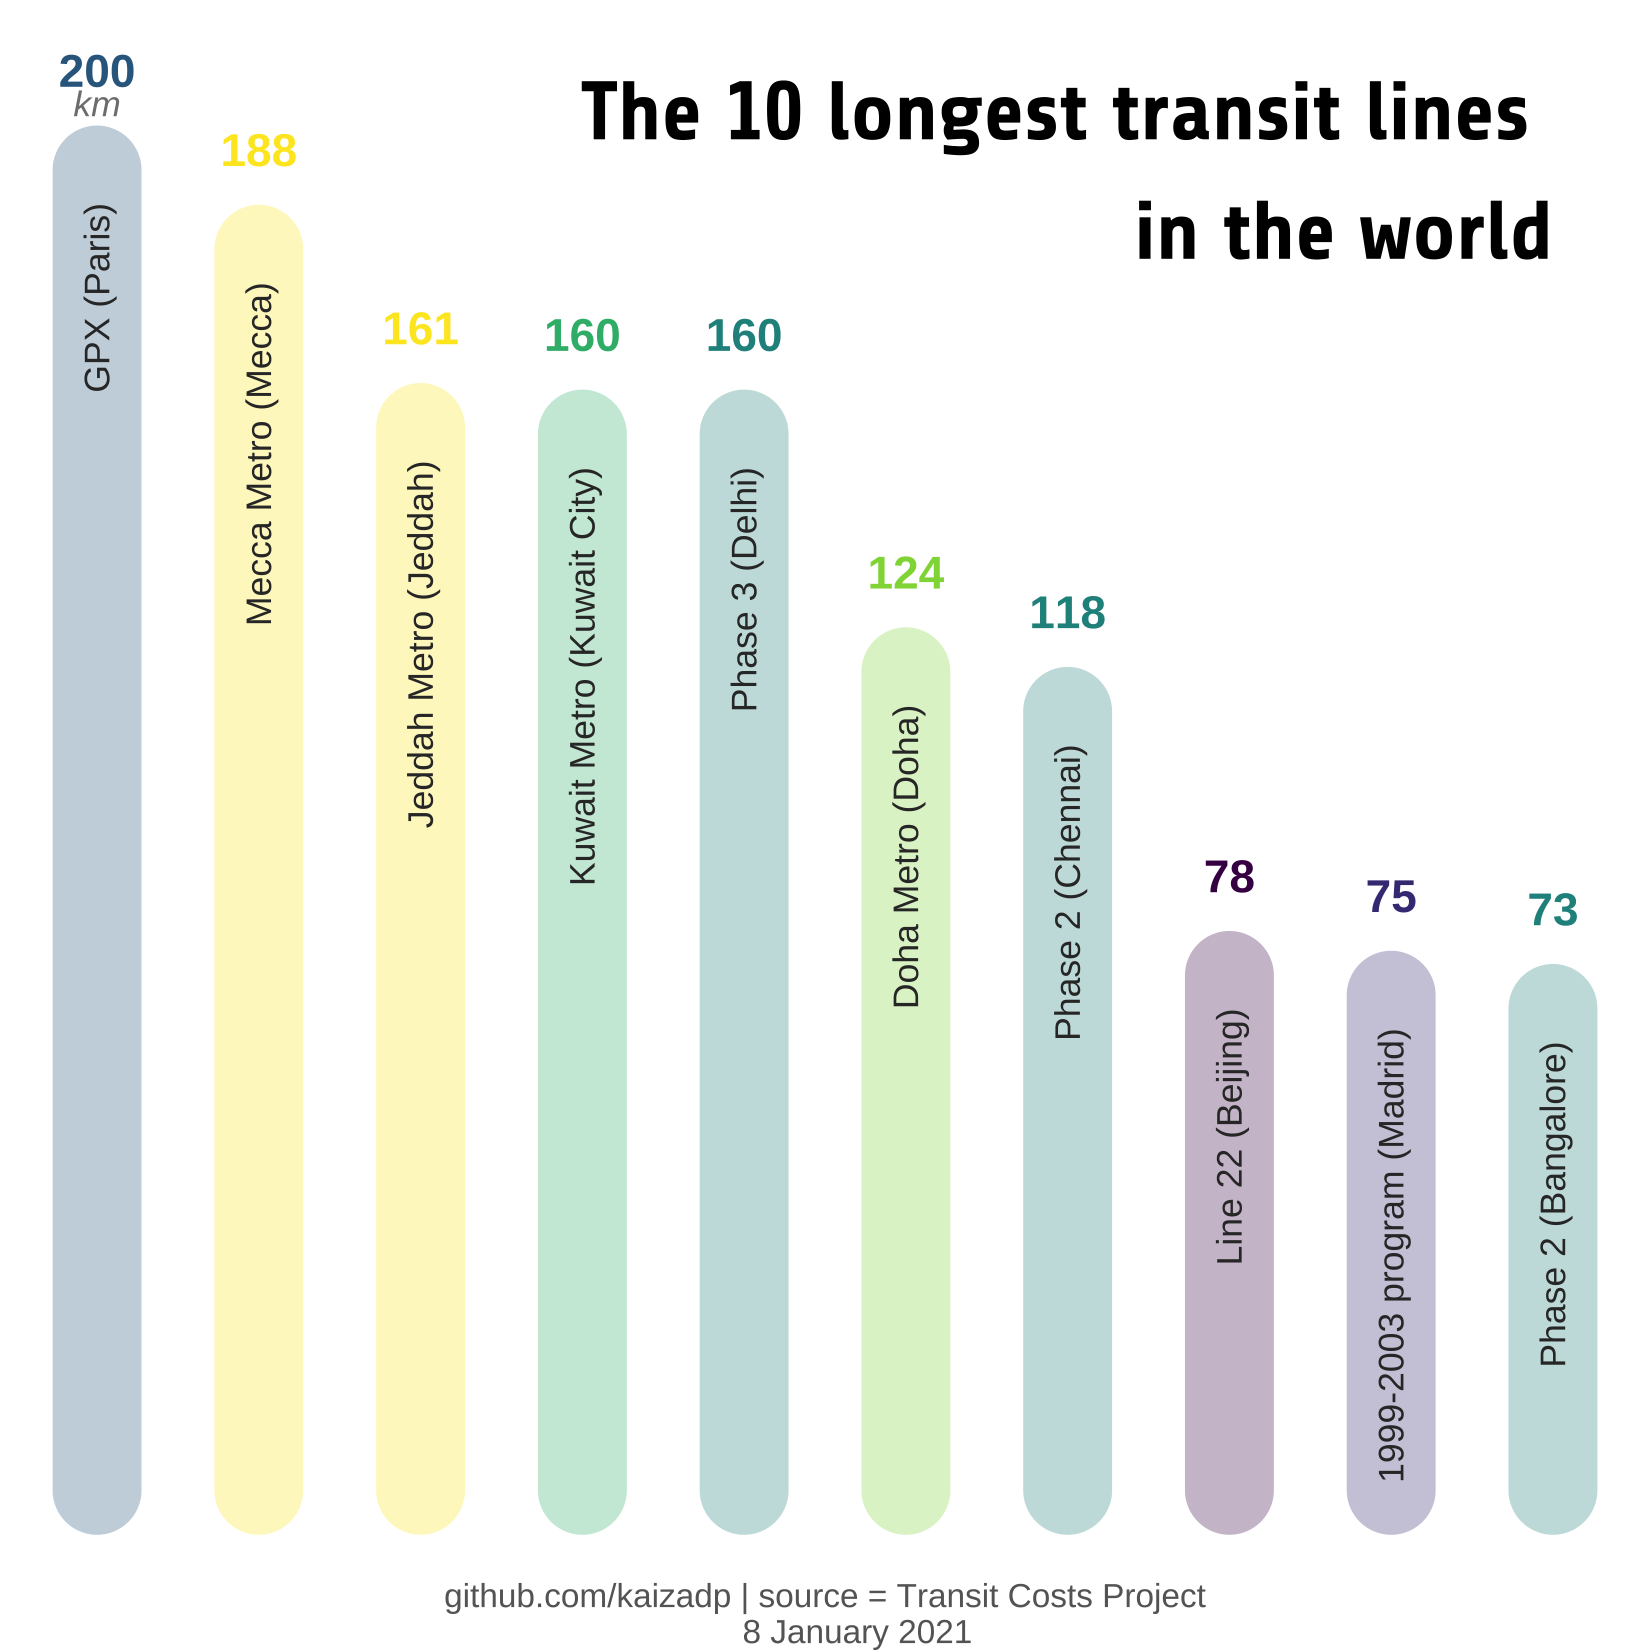 The 10 longest transit lines
in the world
200
km
188
161
160
160
124
118
78
75
73
GPX (Paris)
Mecca Metro (Mecca)
Jeddah Metro (Jeddah)
Kuwait Metro (Kuwait City)
Phase 3 (Delhi)
Doha Metro (Doha)
Phase 2 (Chennai)
Line 22 (Beijing)
1999-2003 program (Madrid)
Phase 2 (Bangalore)
github.com/kaizadp | source = Transit Costs Project
8 January 2021